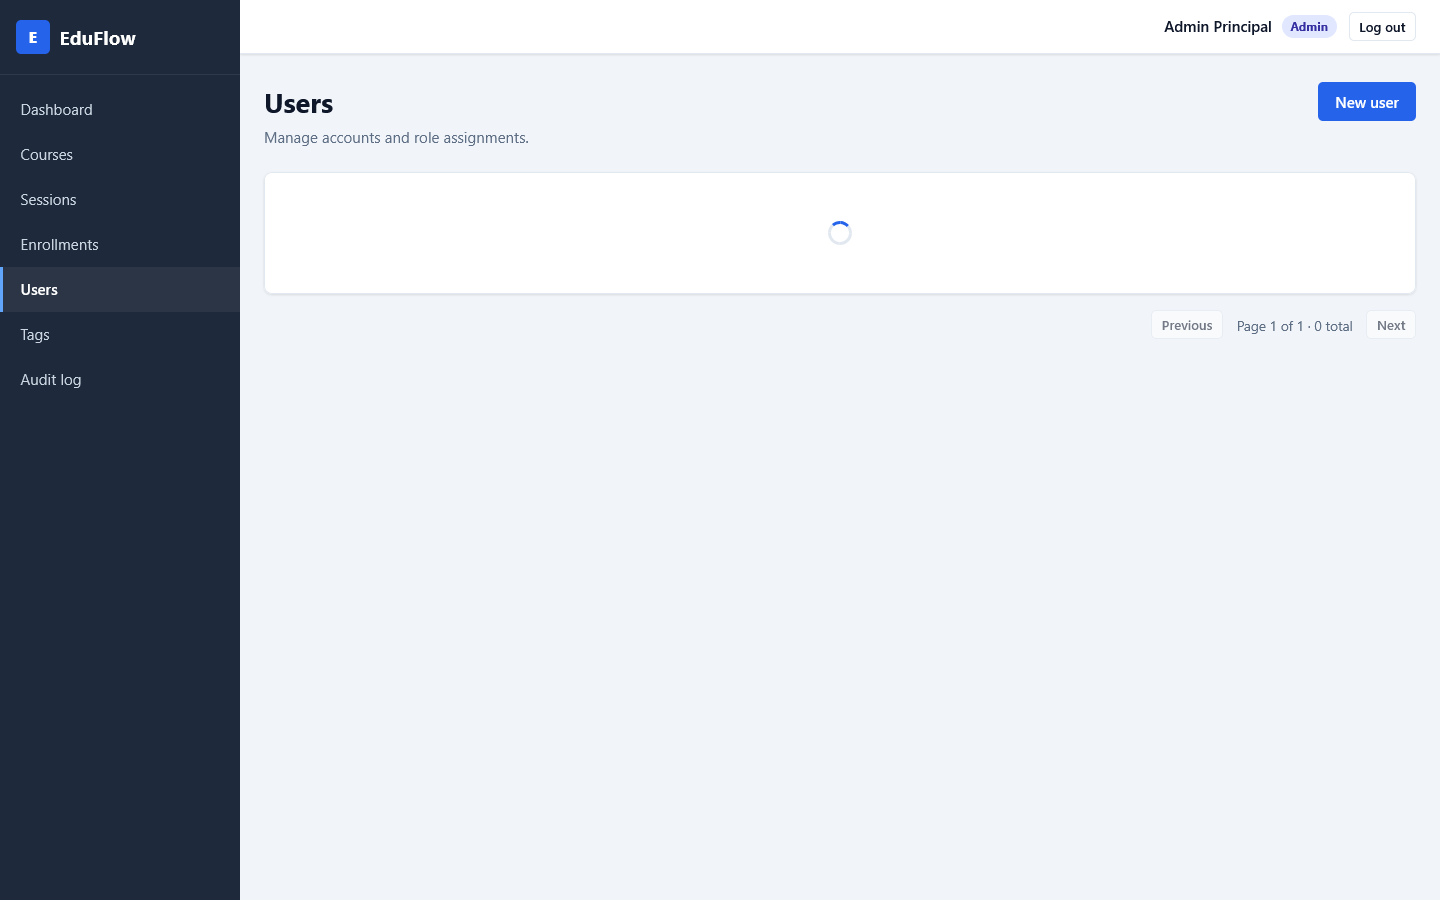 E EduFlow
Admin Principal Admin Log out
Dashboard
Courses
Sessions
Enrollments
Users
Tags
Audit log
Users
New user
Manage accounts and role assignments.
Previous Page 1 of 1 · 0 total Next